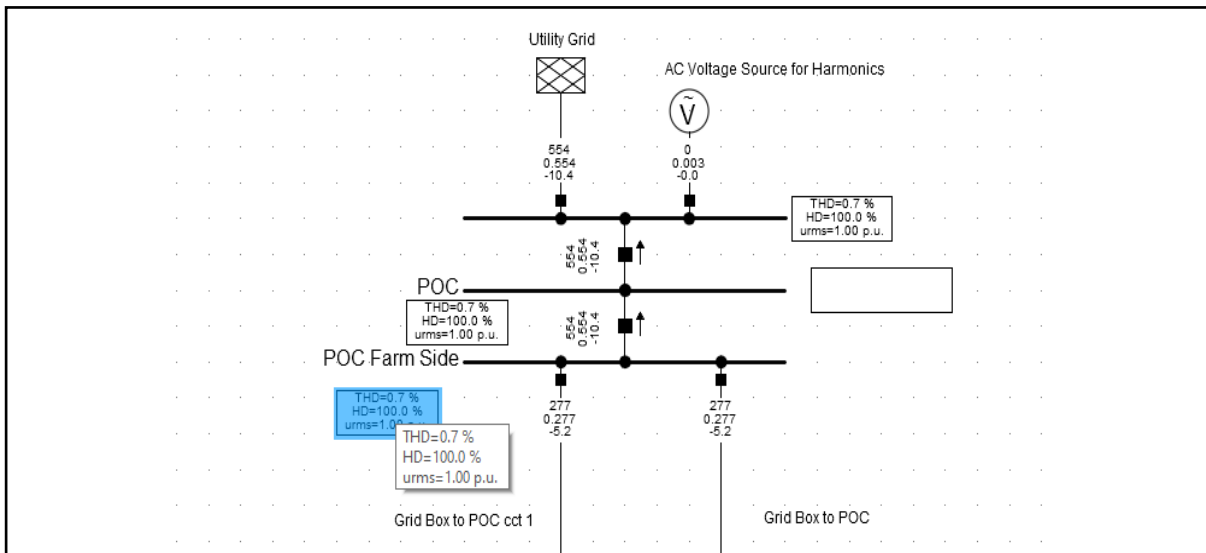 Utility Grid
AC Voltage Source for Harmonics
Ṽ
554
0.554
-10.4
0
0.003
-0.0
THD=0.7 %
HD=100.0 %
urms=1.00 p.u.
554
0.554
-10.4
POC
THD=0.7 %
HD=100.0 %
urms=1.00 p.u.
554
0.554
-10.4
POC Farm Side
THD=0.7 %
HD=100.0 %
urms=1.00
277
0.277
-5.2
277
0.277
-5.2
THD=0.7 %
HD=100.0 %
urms=1.00 p.u.
Grid Box to POC cct 1
Grid Box to POC